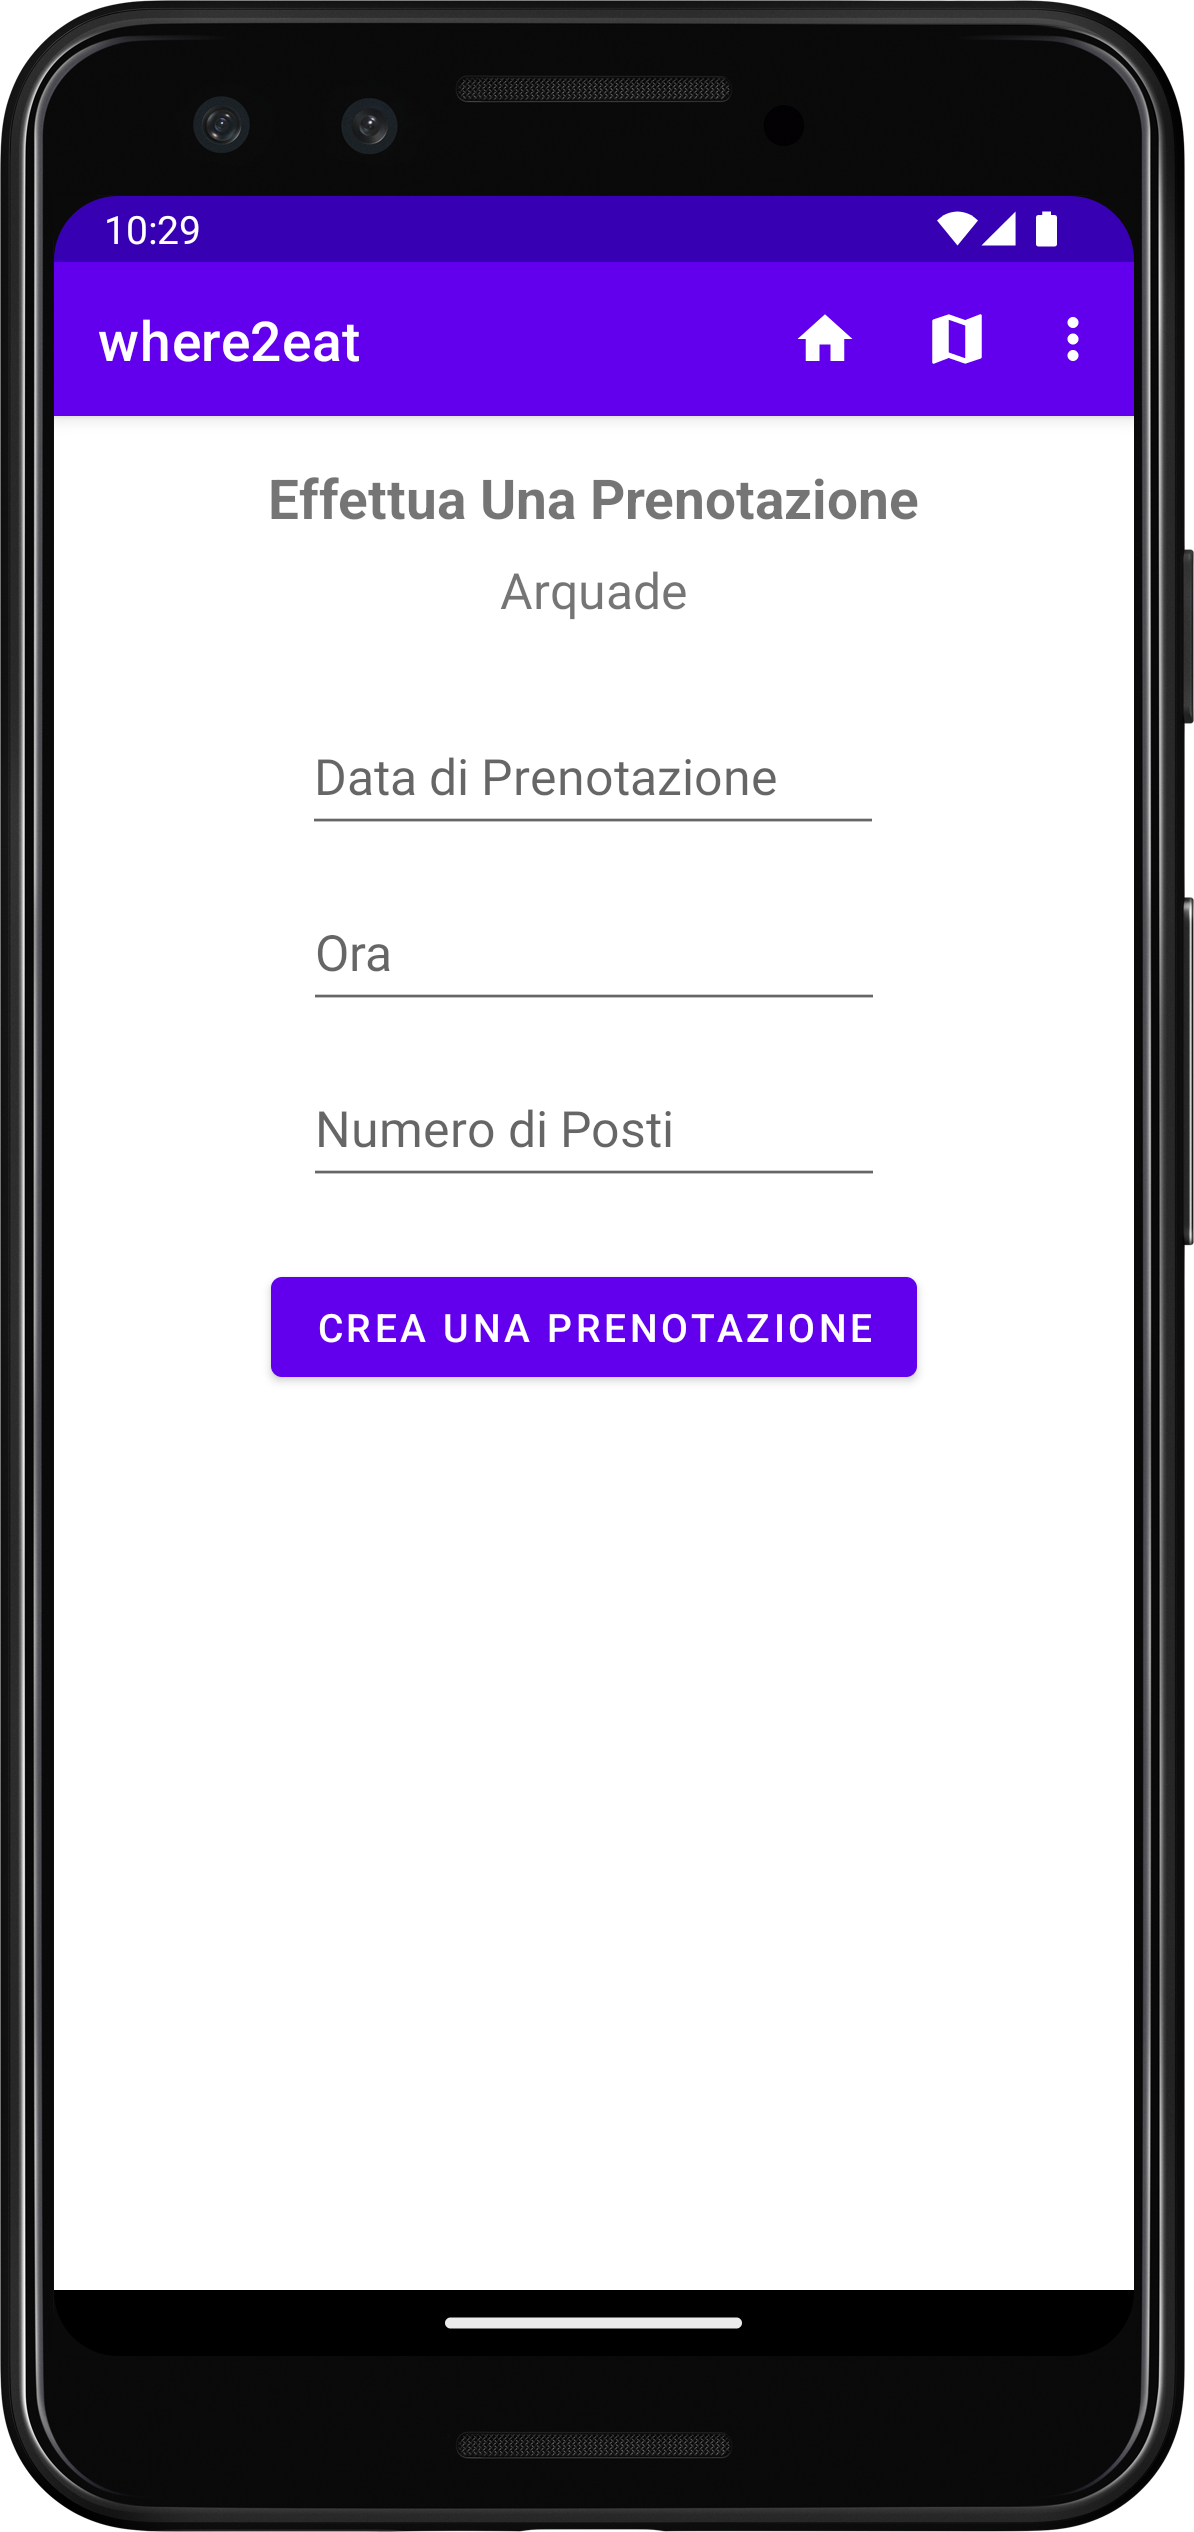 10:29
where2eat
Effettua Una Prenotazione
Arquade
Data di Prenotazione
Ora
Numero di Posti
CREA UNA PRENOTAZIONE